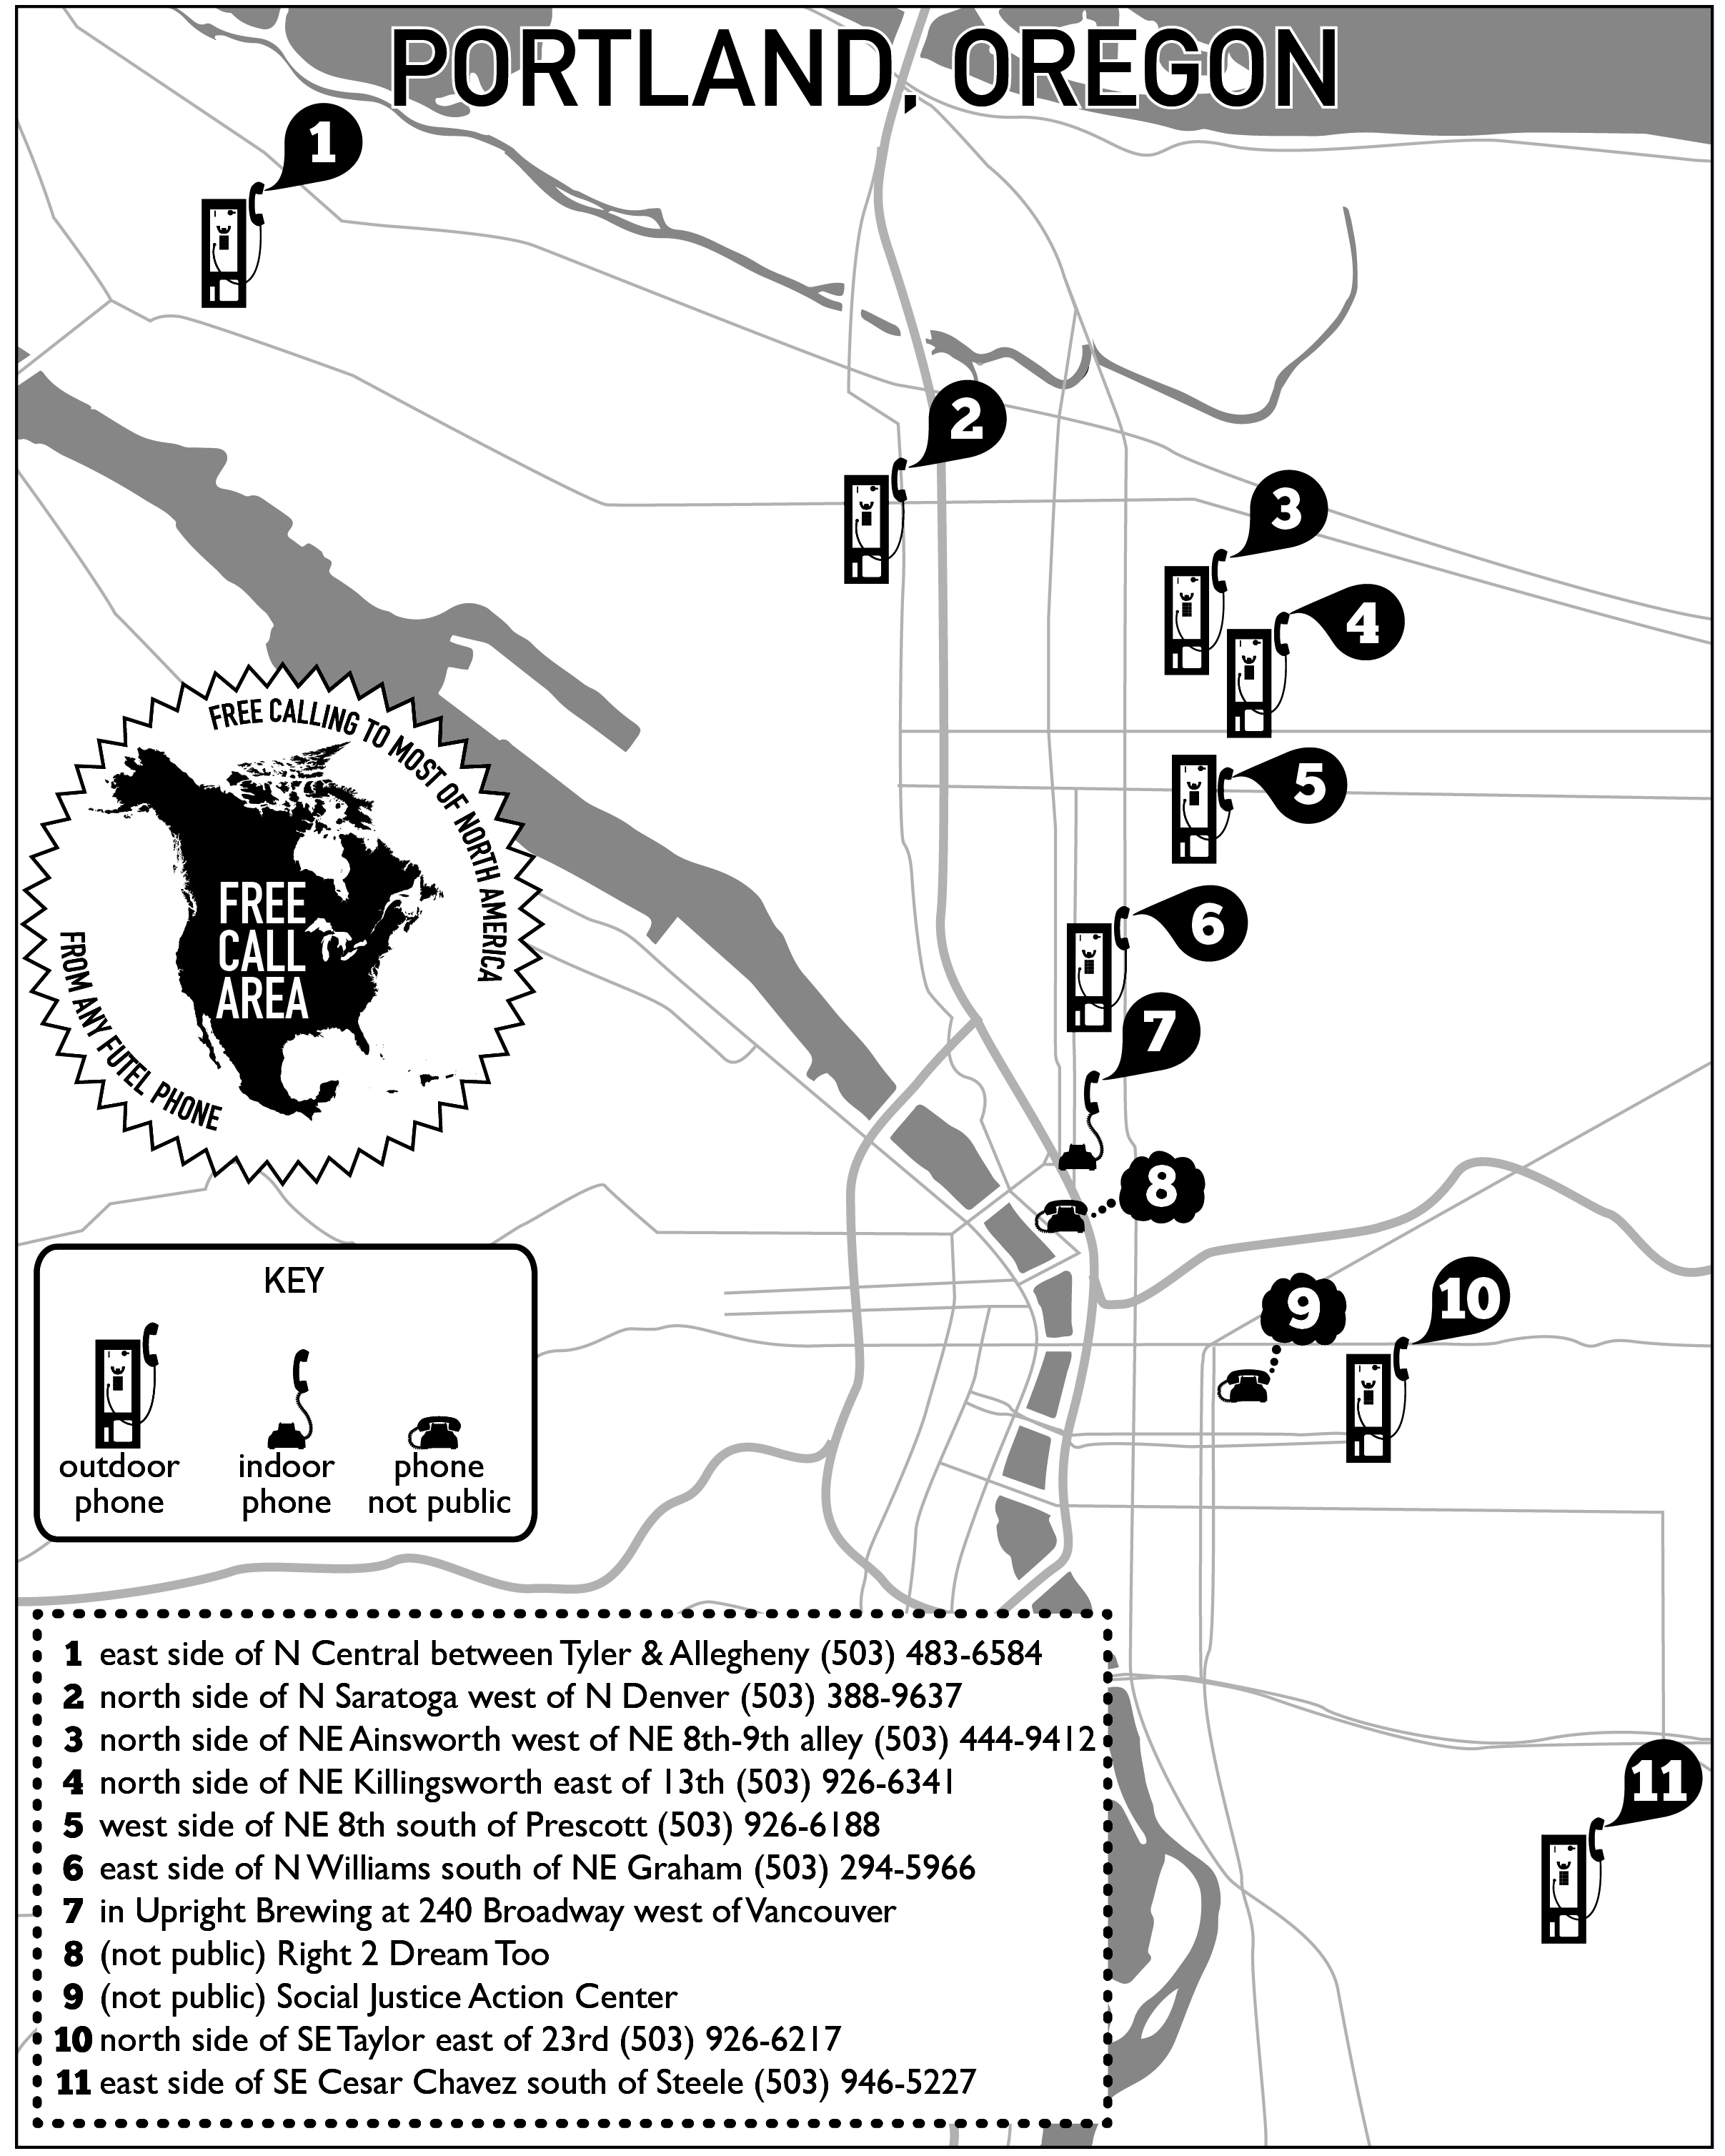 PORTLAND, OREGON
1
2
3
4
5
6
7
8
9
10
11
FREE CALLING TO MOST OF NORTH AMERICA
FROM ANY FUTEL PHONE
FREE
CALL
AREA
KEY
outdoor phone
indoor phone
phone not public
1 east side of N Central between Tyler & Allegheny (503) 483-6584
2 north side of N Saratoga west of N Denver (503) 388-9637
3 north side of NE Ainsworth west of NE 8th-9th alley (503) 444-9412
4 north side of NE Killingsworth east of 13th (503) 926-6341
5 west side of NE 8th south of Prescott (503) 926-6188
6 east side of N Williams south of NE Graham (503) 294-5966
7 in Upright Brewing at 240 Broadway west of Vancouver
8 (not public) Right 2 Dream Too
9 (not public) Social Justice Action Center
10 north side of SE Taylor east of 23rd (503) 926-6217
11 east side of SE Cesar Chavez south of Steele (503) 946-5227